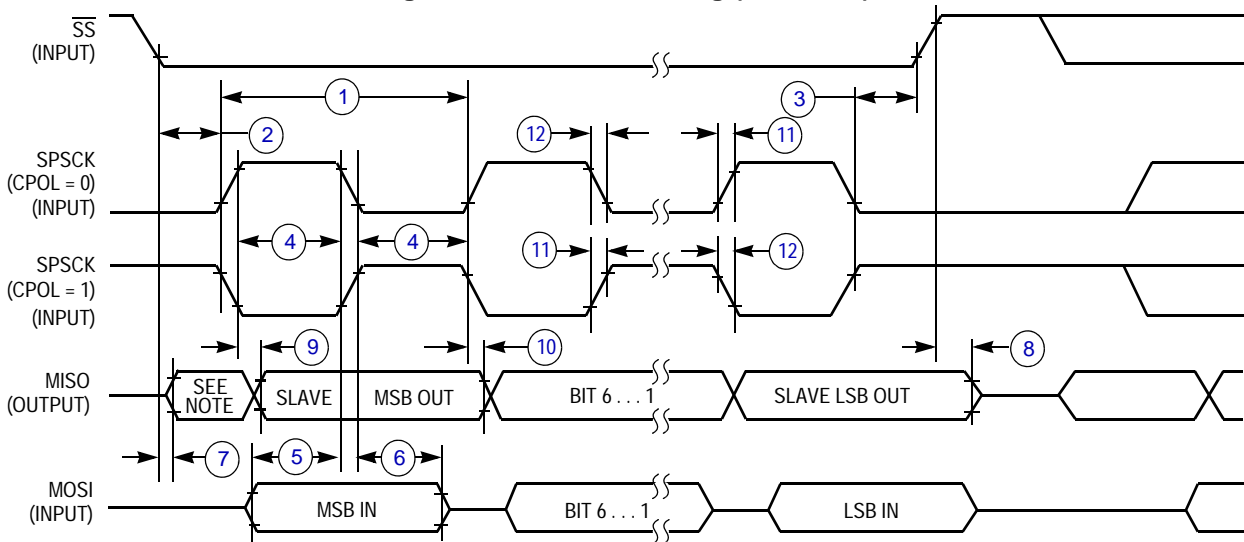 SS
(INPUT)
1
3
2
12
11
SPSCK
(CPOL = 0)
(INPUT)
4
4
11
12
SPSCK
(CPOL = 1)
(INPUT)
9
10
8
MISO
(OUTPUT)
SEE
NOTE
SLAVE
MSB OUT
BIT 6 . . . 1
SLAVE LSB OUT
7
5
6
MOSI
(INPUT)
MSB IN
BIT 6 . . . 1
LSB IN